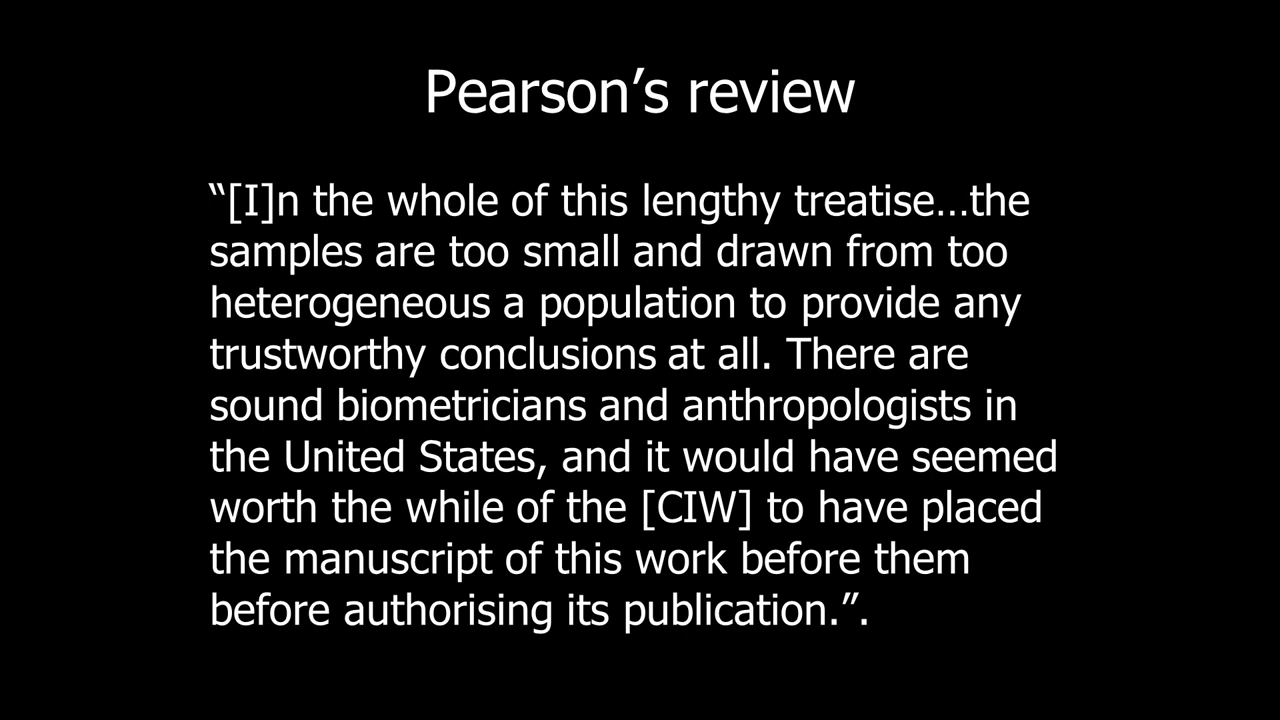 Pearson’s review
“[I]n the whole of this lengthy treatise…the
samples are too small and drawn from too
heterogeneous a population to provide any
trustworthy conclusions at all. There are
sound biometricians and anthropologists in
the United States, and it would have seemed
worth the while of the [CIW] to have placed
the manuscript of this work before them
before authorising its publication.”.